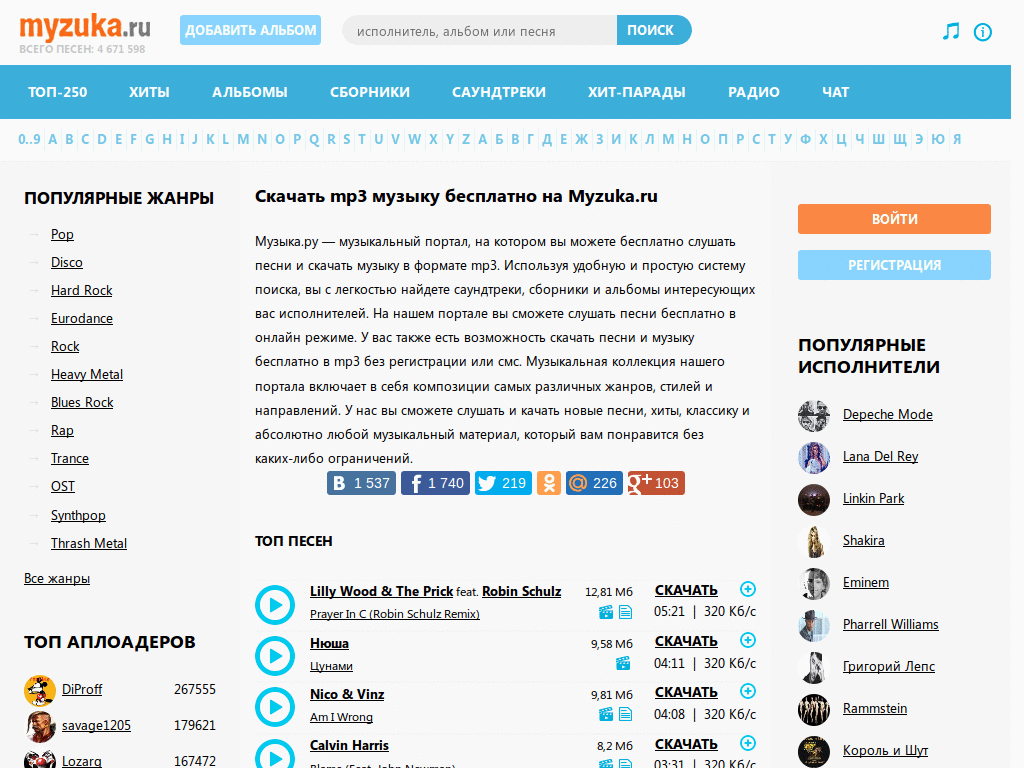 myzuka.ru
ВСЕГО ПЕСЕН: 4 671 598
ДОБАВИТЬ АЛЬБОМ
исполнитель, альбом или песня
ПОИСК
ТОП-250 ХИТЫ АЛЬБОМЫ СБОРНИКИ САУНДТРЕКИ ХИТ-ПАРАДЫ РАДИО ЧАТ
0..9 A B C D E F G H I J K L M N O P Q R S T U V W X Y Z А Б В Г Д Е Ж З И К Л М Н О П Р С Т У Ф Х Ц Ч Ш Щ Э Ю Я
ПОПУЛЯРНЫЕ ЖАНРЫ
Pop
Disco
Hard Rock
Eurodance
Rock
Heavy Metal
Blues Rock
Rap
Trance
OST
Synthpop
Thrash Metal
Все жанры
ТОП АПЛОАДЕРОВ
DiProff 267555
savage1205 179621
Lozarg 167472
Скачать mp3 музыку бесплатно на Myzuka.ru
Музыка.ру — музыкальный портал, на котором вы можете бесплатно слушать
песни и скачать музыку в формате mp3. Используя удобную и простую систему
поиска, вы с легкостью найдете саундтреки, сборники и альбомы интересующих
вас исполнителей. На нашем портале вы сможете слушать песни бесплатно в
онлайн режиме. У вас также есть возможность скачать песни и музыку
бесплатно в mp3 без регистрации или смс. Музыкальная коллекция нашего
портала включает в себя композиции самых различных жанров, стилей и
направлений. У нас вы сможете слушать и качать новые песни, хиты, классику и
абсолютно любой музыкальный материал, который вам понравится без
каких-либо ограничений.
1 537 1 740 219 226 103
ТОП ПЕСЕН
Lilly Wood & The Prick feat. Robin Schulz 12,81 Мб СКАЧАТЬ
Prayer In C (Robin Schulz Remix) 05:21 | 320 Кб/с
Нюша 9,58 Мб СКАЧАТЬ
Цунами 04:11 | 320 Кб/с
Nico & Vinz 9,81 Мб СКАЧАТЬ
Am I Wrong 04:08 | 320 Кб/с
Calvin Harris 8,2 Мб СКАЧАТЬ
Blame (Feat. John Newman) 03:31 | 320 Кб/с
ВОЙТИ
РЕГИСТРАЦИЯ
ПОПУЛЯРНЫЕ
ИСПОЛНИТЕЛИ
Depeche Mode
Lana Del Rey
Linkin Park
Shakira
Eminem
Pharrell Williams
Григорий Лепс
Rammstein
Король и Шут